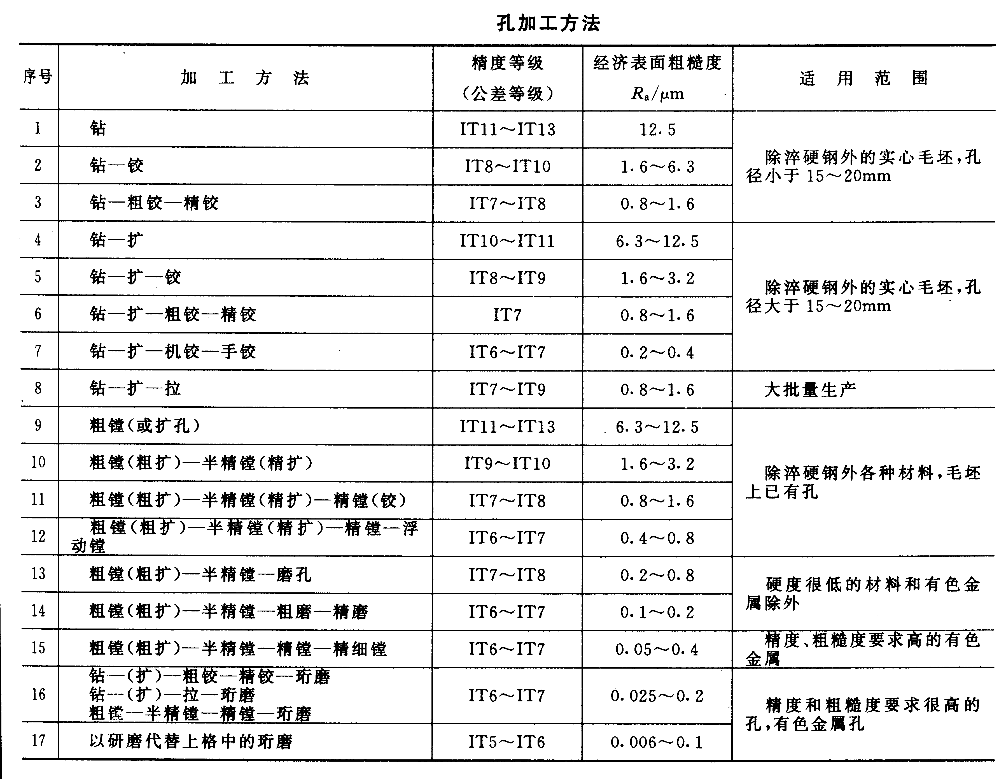 孔加工方法
序号 加工方法 精度等级（公差等级） 经济表面粗糙度 Ra/μm 适用范围
1 钻 IT11～IT13 12.5
2 钻—铰 IT8～IT10 1.6～6.3
除淬硬钢外的实心毛坯,孔
径小于 15～20mm
3 钻—粗铰—精铰 IT7～IT8 0.8～1.6
4 钻—扩 IT10～IT11 6.3～12.5
5 钻—扩—铰 IT8～IT9 1.6～3.2
除淬硬钢外的实心毛坯,孔
径大于 15～20mm
6 钻—扩—粗铰—精铰 IT7 0.8～1.6
7 钻—扩—机铰—手铰 IT6～IT7 0.2～0.4
8 钻—扩—拉 IT7～IT9 0.8～1.6 大批量生产
9 粗镗(或扩孔) IT11～IT13 6.3～12.5
10 粗镗(粗扩)—半精镗(精扩) IT9～IT10 1.6～3.2
除淬硬钢外各种材料,毛坯
上已有孔
11 粗镗(粗扩)—半精镗(精扩)—精镗(铰) IT7～IT8 0.8～1.6
12 粗镗(粗扩)—半精镗(精扩)—精镗—浮
动镗 IT6～IT7 0.4～0.8
13 粗镗(粗扩)—半精镗—磨孔 IT7～IT8 0.2～0.8
硬度很低的材料和有色金
属除外
14 粗镗(粗扩)—半精镗—粗磨—精磨 IT6～IT7 0.1～0.2
15 粗镗(粗扩)—半精镗—精镗—精细镗 IT6～IT7 0.05～0.4
精度、粗糙度要求高的有色
金属
16 钻—(扩)—粗铰—精铰—珩磨
钻—(扩)—拉—珩磨
粗镗—半精镗—精镗—珩磨
IT6～IT7 0.025～0.2
精度和粗糙度要求很高的
孔,有色金属孔
17 以研磨代替上格中的珩磨 IT5～IT6 0.006～0.1